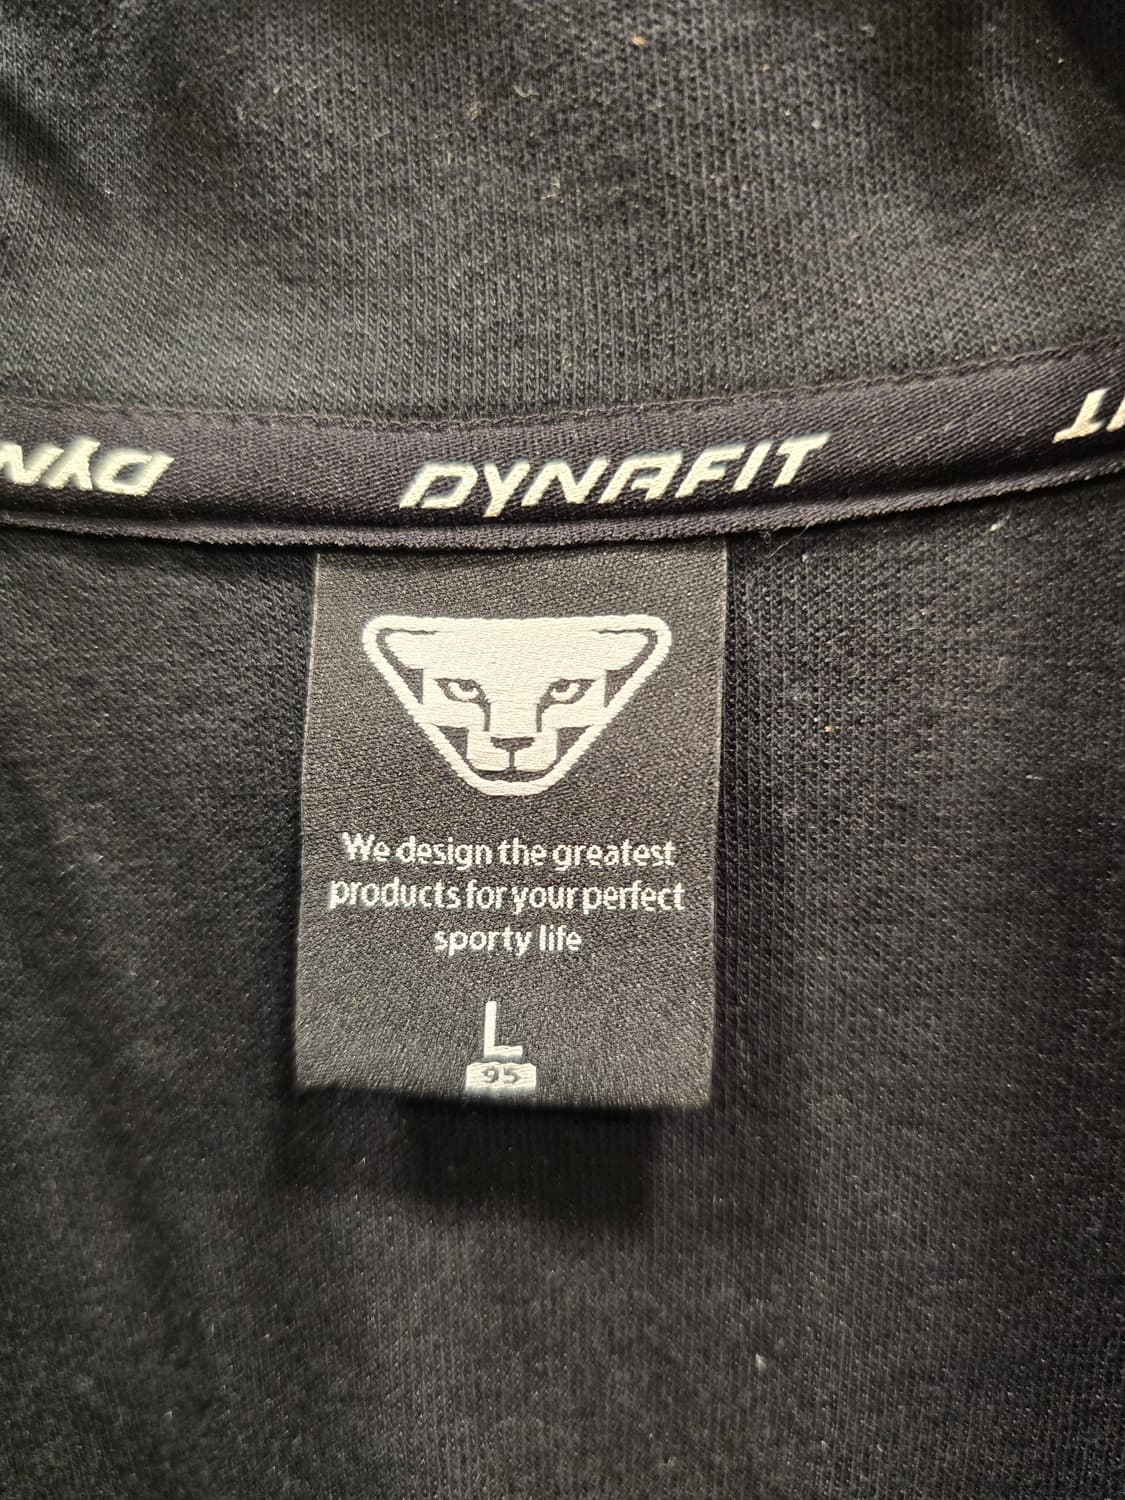 DYNAFIT
We design the greatest
products for your perfect
sporty life
L
95